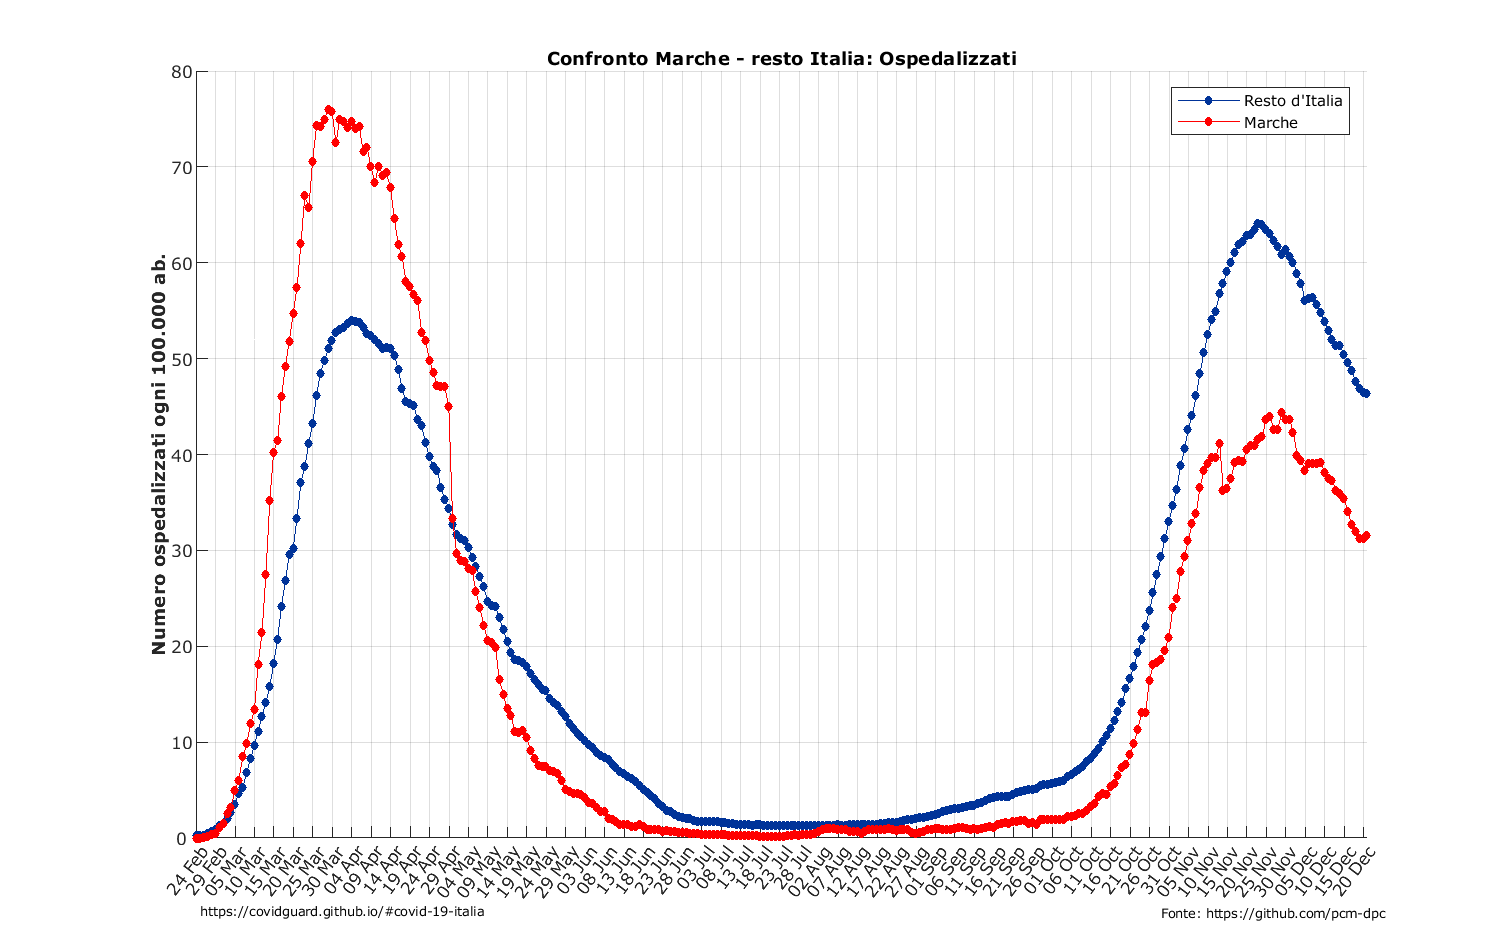 Confronto Marche - resto Italia: Ospedalizzati
Resto d'Italia
Marche
Numero ospedalizzati ogni 100.000 ab.
80
70
60
50
40
30
20
10
0
24 Feb
29 Feb
05 Mar
10 Mar
15 Mar
20 Mar
25 Mar
30 Mar
04 Apr
09 Apr
14 Apr
19 Apr
24 Apr
29 Apr
04 May
09 May
14 May
19 May
24 May
29 May
03 Jun
08 Jun
13 Jun
18 Jun
23 Jun
28 Jun
03 Jul
08 Jul
13 Jul
18 Jul
23 Jul
28 Jul
02 Aug
07 Aug
12 Aug
17 Aug
22 Aug
27 Aug
01 Sep
06 Sep
11 Sep
16 Sep
21 Sep
26 Sep
01 Oct
06 Oct
11 Oct
16 Oct
21 Oct
26 Oct
31 Oct
05 Nov
10 Nov
15 Nov
20 Nov
25 Nov
30 Nov
05 Dec
10 Dec
15 Dec
20 Dec
https://covidguard.github.io/#covid-19-italia
Fonte: https://github.com/pcm-dpc